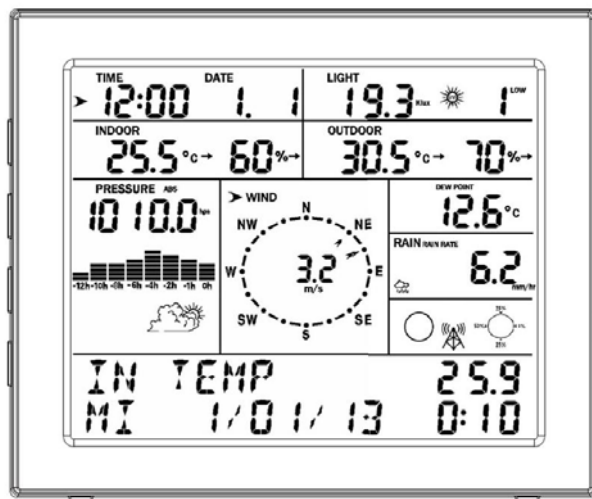 TIME DATE LIGHT
12:00 1. 1 19.3 Klux 1 LOW
INDOOR OUTDOOR
25.5°C 60% 30.5°C 70%
PRESSURE ABS
1010.0 hpa
-12h -10h -8h -6h -4h -2h -1h 0h
WIND
N
NW NE
W 3.2 E
m/s
SW SE
S
DEW POINT
12.6°C
RAIN RAIN RATE
6.2
mm/hr
75%
25%
IN TEMP 25.9
MI 1/01/13 0:10